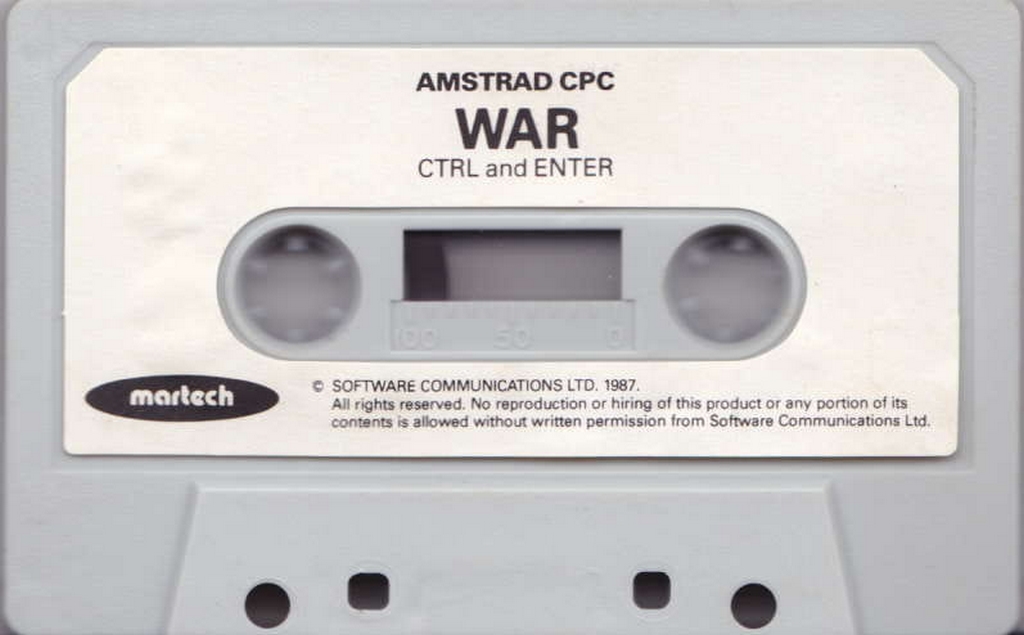 AMSTRAD CPC
WAR
CTRL and ENTER
100 50 0
martech
© SOFTWARE COMMUNICATIONS LTD. 1987.
All rights reserved. No reproduction or hiring of this product or any portion of its
contents is allowed without written permission from Software Communications Ltd.